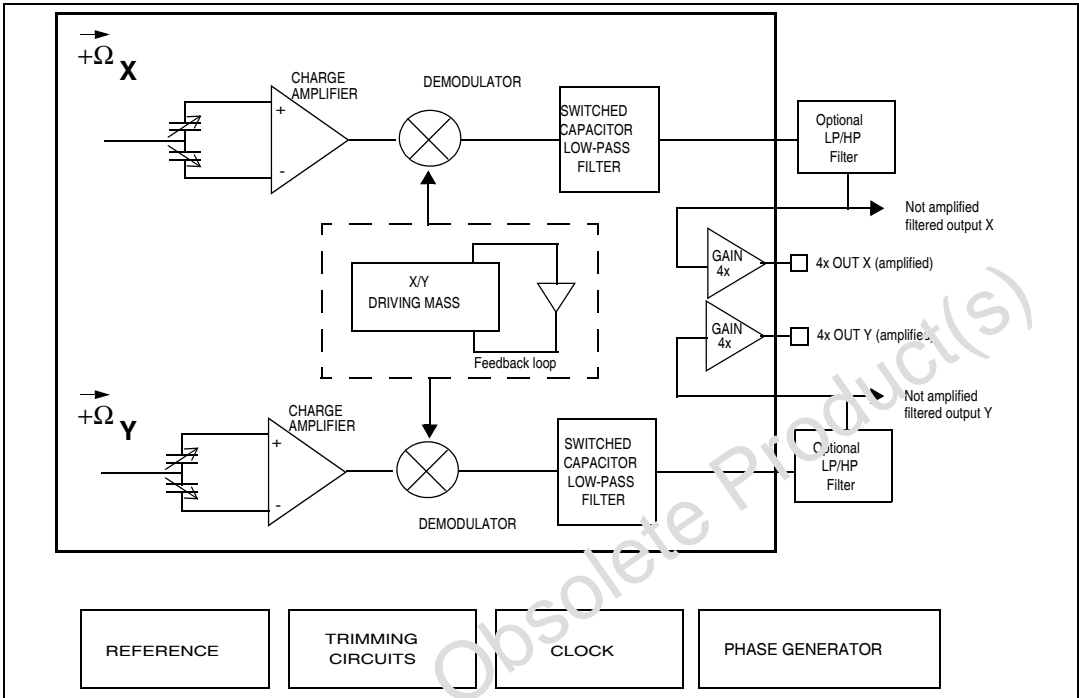 +Ω X
CHARGE
AMPLIFIER
DEMODULATOR
+
-
SWITCHED
CAPACITOR
LOW-PASS
FILTER
Optional
LP/HP
Filter
Not amplified
filtered output X
X/Y
DRIVING MASS
Feedback loop
GAIN
4x
4x OUT X (amplified)
GAIN
4x
4x OUT Y (amplified)
Not amplified
filtered output Y
+Ω Y
CHARGE
AMPLIFIER
+
-
DEMODULATOR
SWITCHED
CAPACITOR
LOW-PASS
FILTER
Optional
LP/HP
Filter
REFERENCE
TRIMMING
CIRCUITS
CLOCK
PHASE GENERATOR
Obsolete Product(s)